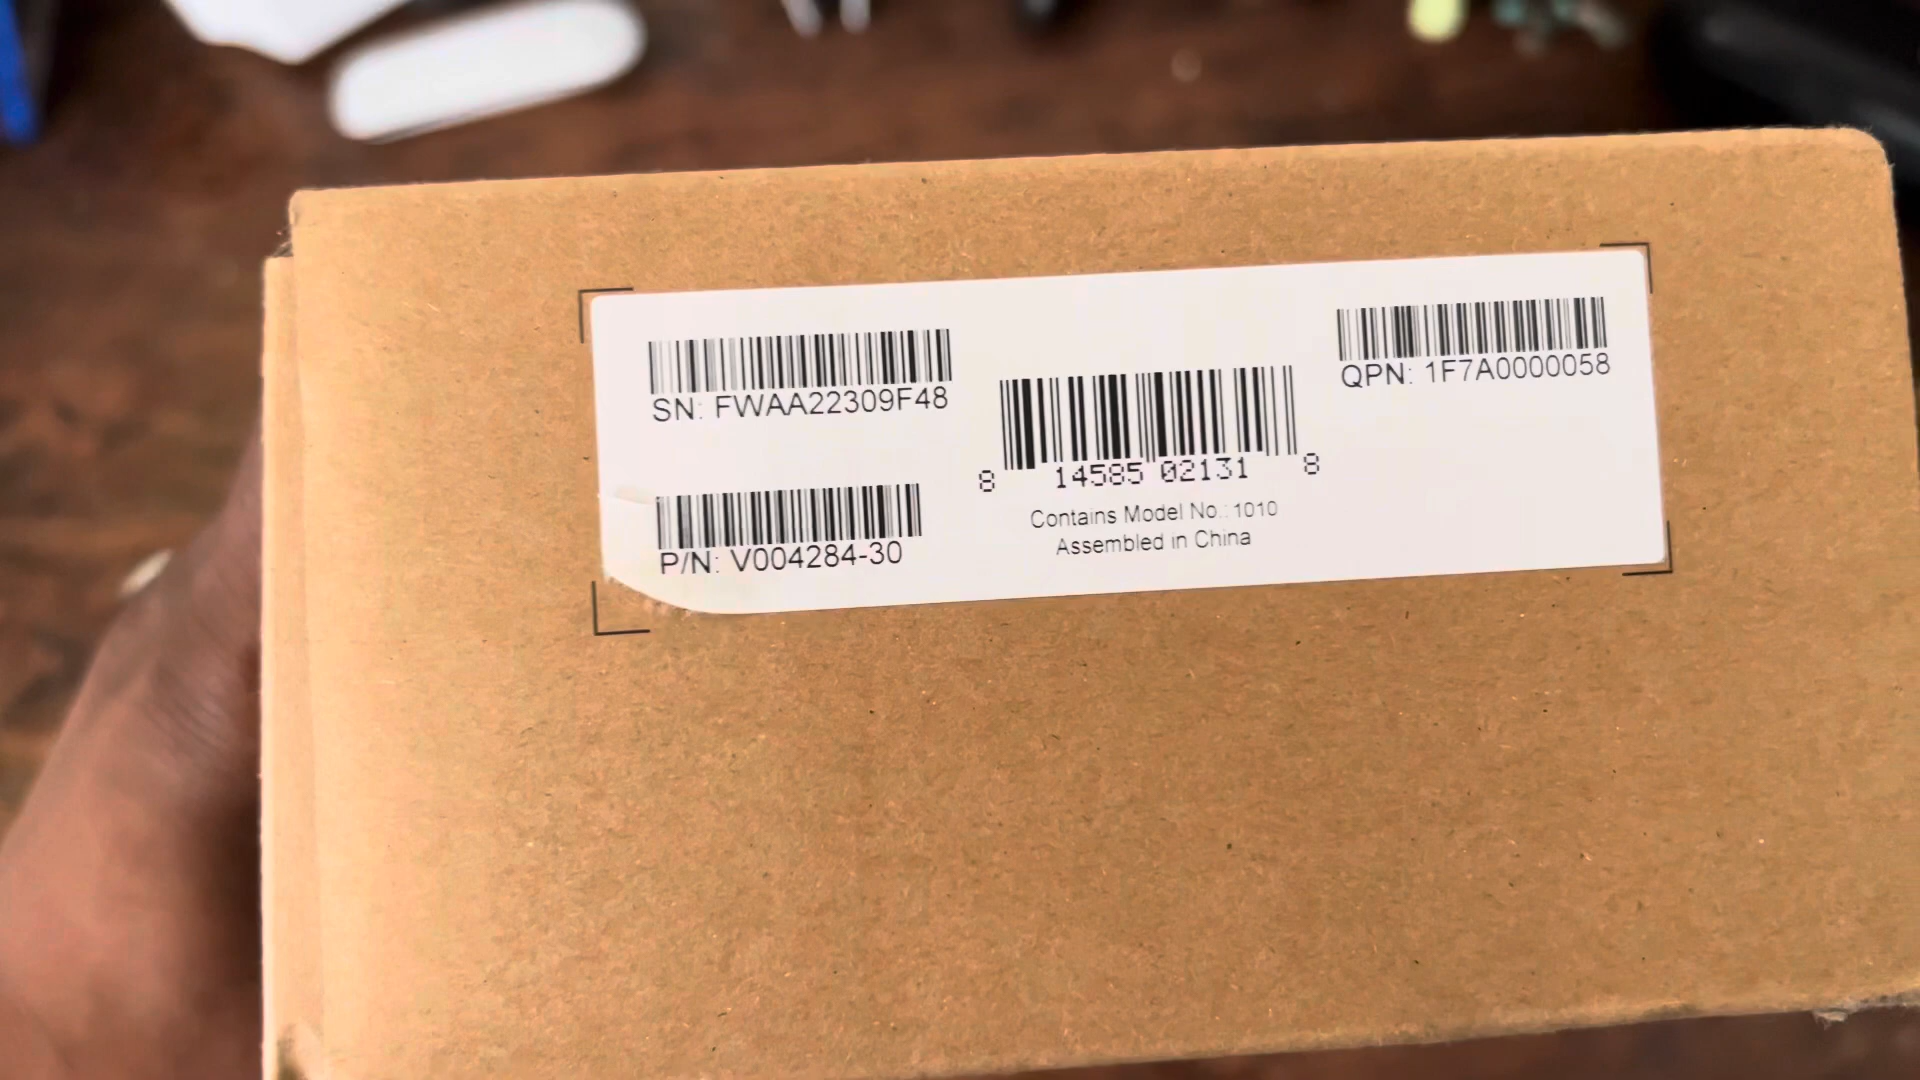 SN: FWAA22309F48
QPN: 1F7A0000058
8 14585 02131 8
P/N: V004284-30
Contains Model No.: 1010
Assembled in China